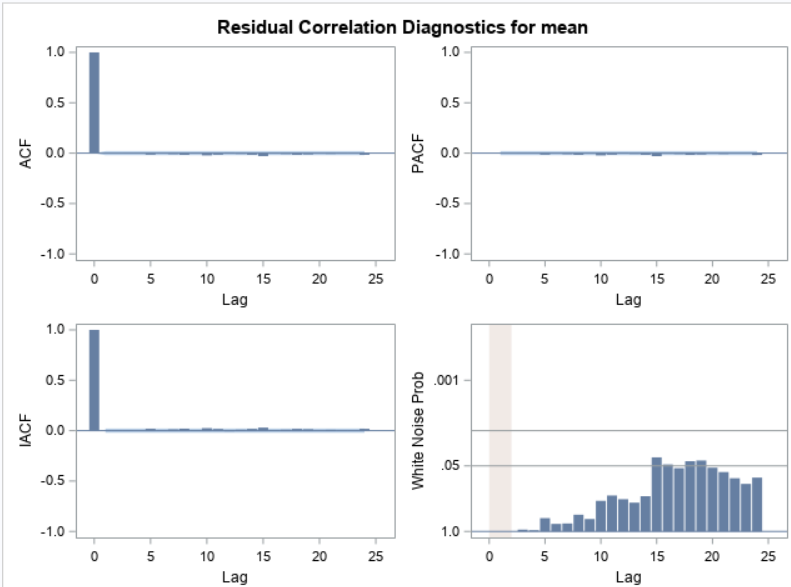 Residual Correlation Diagnostics for mean
1.0
0.5
0.0
-0.5
-1.0
ACF
0 5 10 15 20 25
Lag
1.0
0.5
0.0
-0.5
-1.0
PACF
0 5 10 15 20 25
Lag
1.0
0.5
0.0
-0.5
-1.0
IACF
0 5 10 15 20 25
Lag
.001
.05
1.0
White Noise Prob
0 5 10 15 20 25
Lag